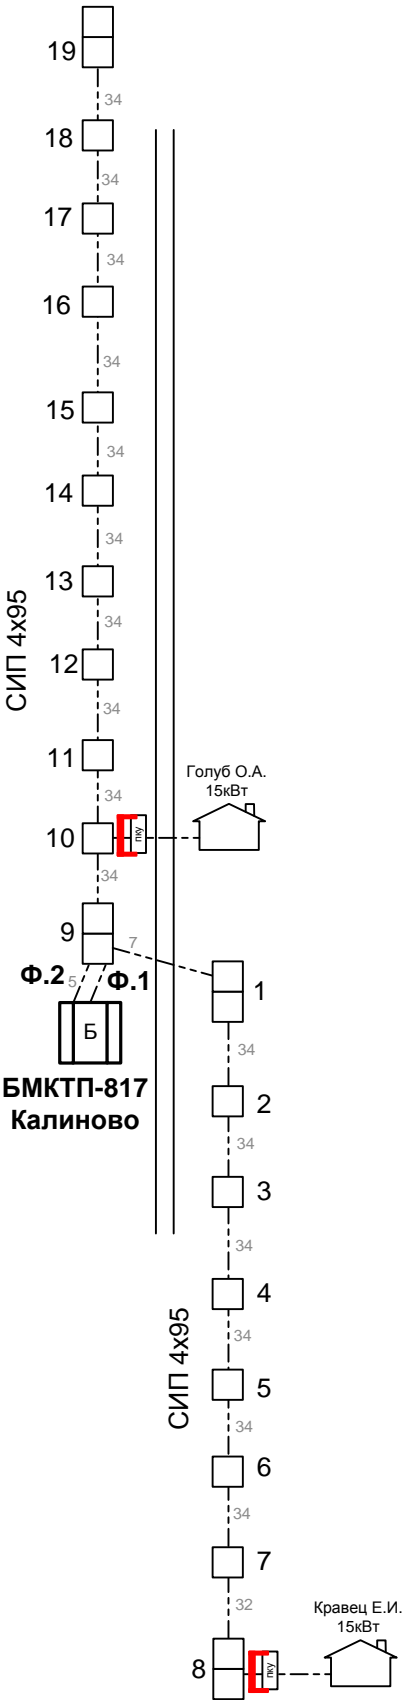 19
34
18
34
17
34
16
34
15
34
14
34
13
34
12
34
11
34
10
ПКУ
Голуб О.А.
15кВт
34
9
7
Ф.2
5
Ф.1
Б
БМКТП-817
Калиново
СИП 4х95
1
34
2
34
3
34
4
34
5
34
6
34
7
32
8
ПКУ
Кравец Е.И.
15кВт
СИП 4х95